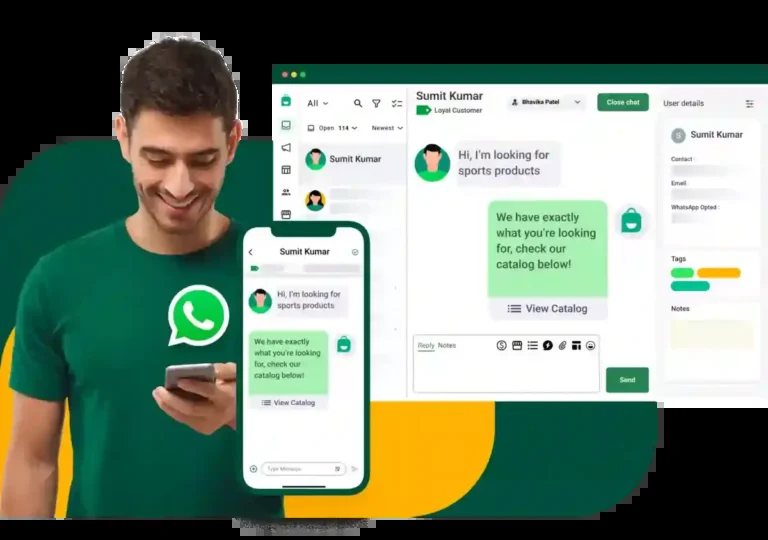 All
Open 114
Newest
Sumit Kumar
Sumit Kumar
Loyal Customer
Bhavika Patel
Close chat
Hi, I'm looking for
sports products
We have exactly
what you're looking
for, check our
catalog below!
View Catalog
Reply Notes
Send
User details
S
Sumit Kumar
Contact
Email
WhatsApp Opted :
Tags
Notes
Sumit Kumar
Hi, I'm looking for
sports products
We have exactly
what you're looking
for, check our
catalog below!
View Catalog
Type Message